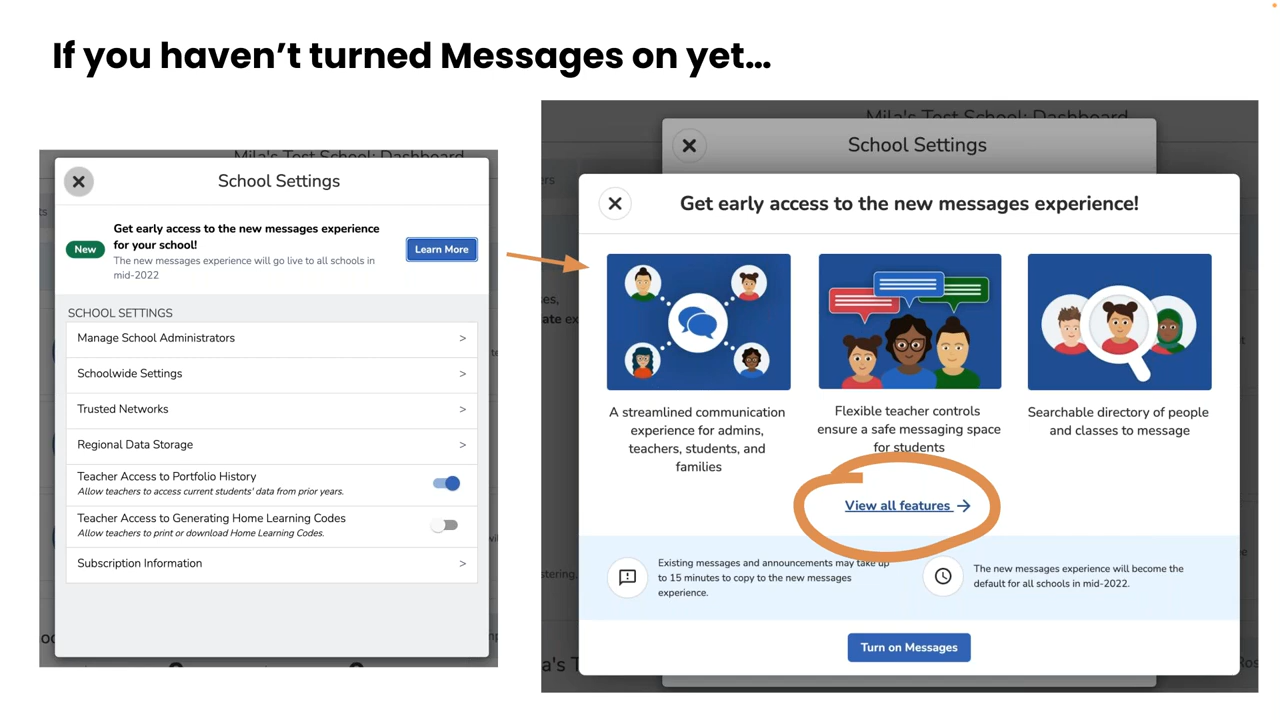 If you haven’t turned Messages on yet...
Mila's Test School: Dashboard
School Settings
New
Get early access to the new messages experience
for your school!
The new messages experience will go live to all schools in
mid-2022
Learn More
SCHOOL SETTINGS
Manage School Administrators >
Schoolwide Settings >
Trusted Networks >
Regional Data Storage >
Teacher Access to Portfolio History
Allow teachers to access current students' data from prior years.
Teacher Access to Generating Home Learning Codes
Allow teachers to print or download Home Learning Codes.
Subscription Information >
Mila's Test School: Dashboard
School Settings
Get early access to the new messages experience!
A streamlined communication
experience for admins,
teachers, students, and
families
Flexible teacher controls
ensure a safe messaging space
for students
Searchable directory of people
and classes to message
View all features →
Existing messages and announcements may take up
to 15 minutes to copy to the new messages
experience.
The new messages experience will become the
default for all schools in mid-2022.
Turn on Messages